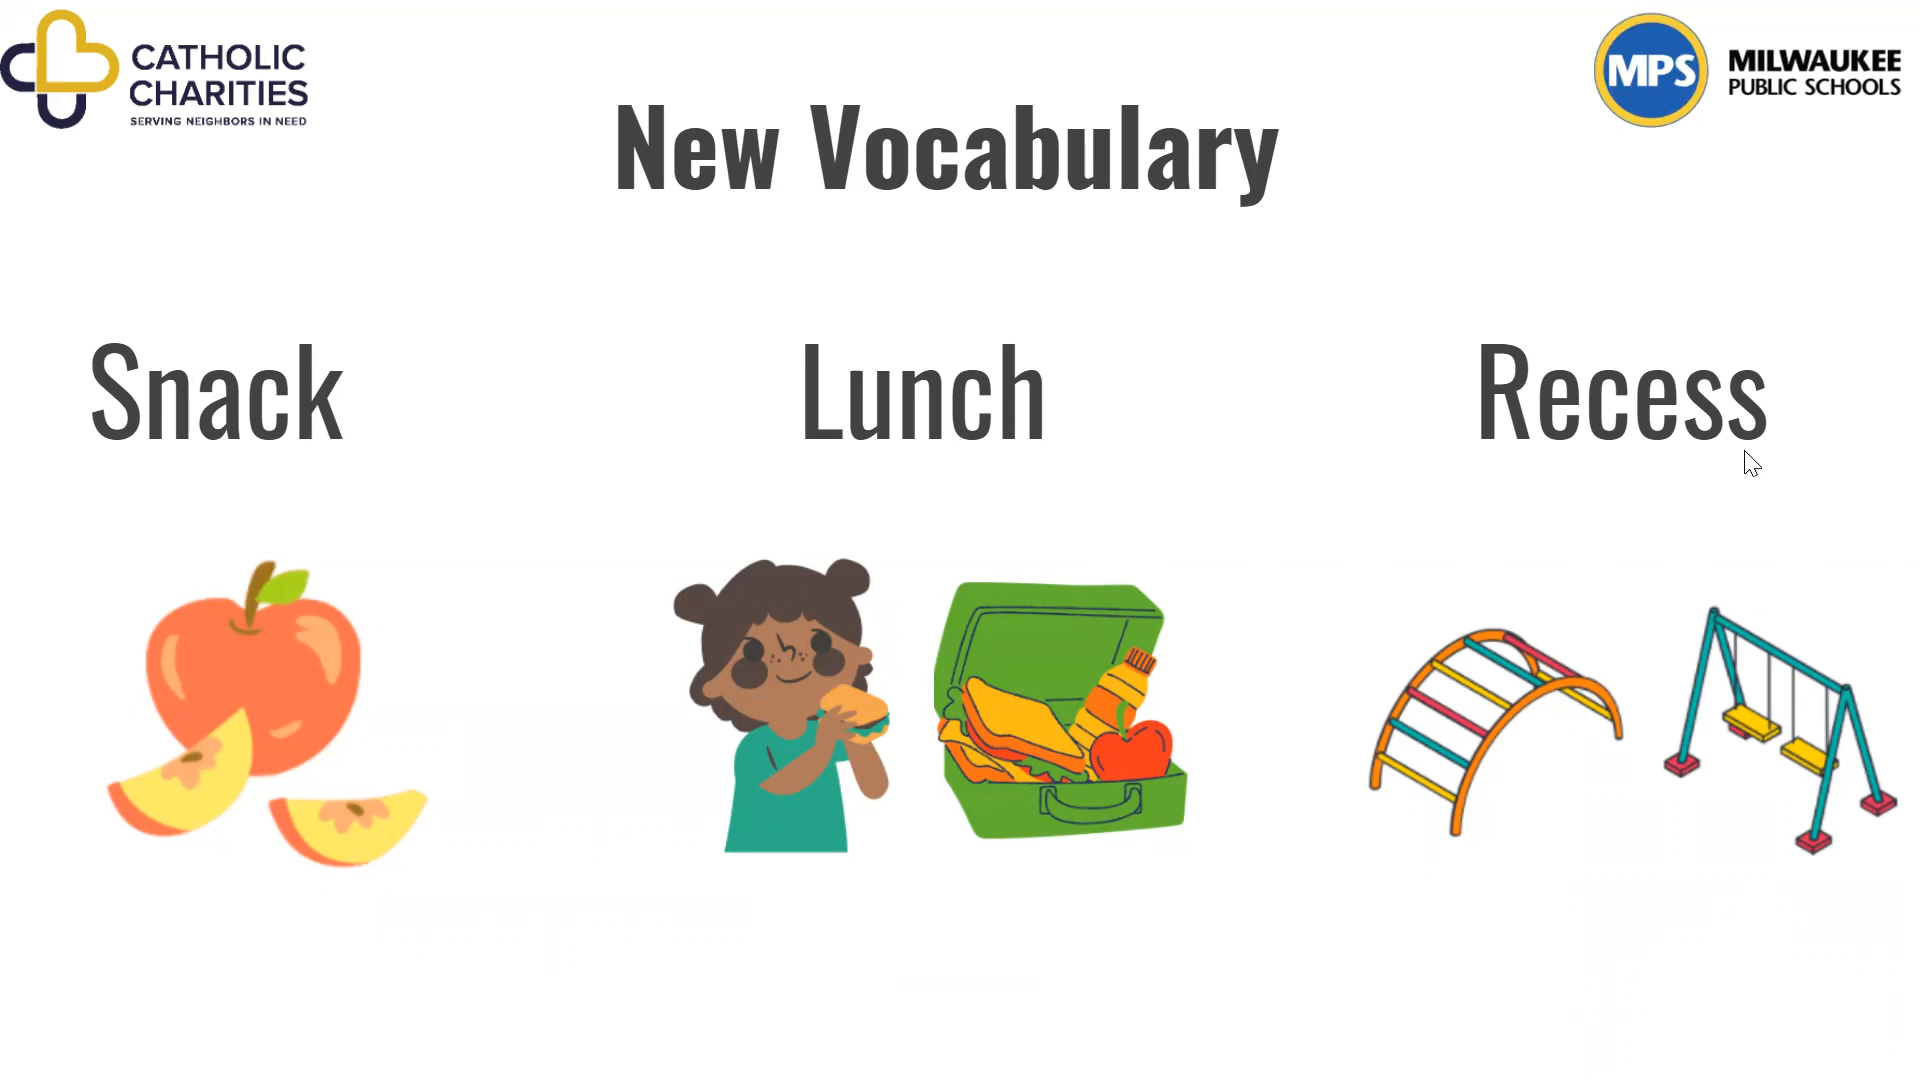 CATHOLIC
CHARITIES
SERVING NEIGHBORS IN NEED
MPS
MILWAUKEE
PUBLIC SCHOOLS
New Vocabulary
Snack
Lunch
Recess